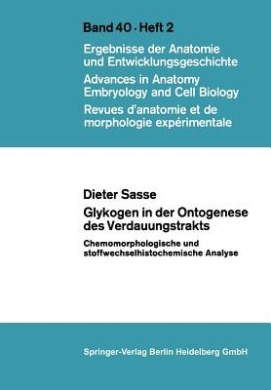 Band 40 · Heft 2
Ergebnisse der Anatomie
und Entwicklungsgeschichte
Advances in Anatomy
Embryology and Cell Biology
Revues d'anatomie et de
morphologie expérimentale
Dieter Sasse
Glykogen in der Ontogenese
des Verdauungstrakts
Chemomorphologische und
stoffwechselhistochemische Analyse
Springer-Verlag Berlin Heidelberg GmbH